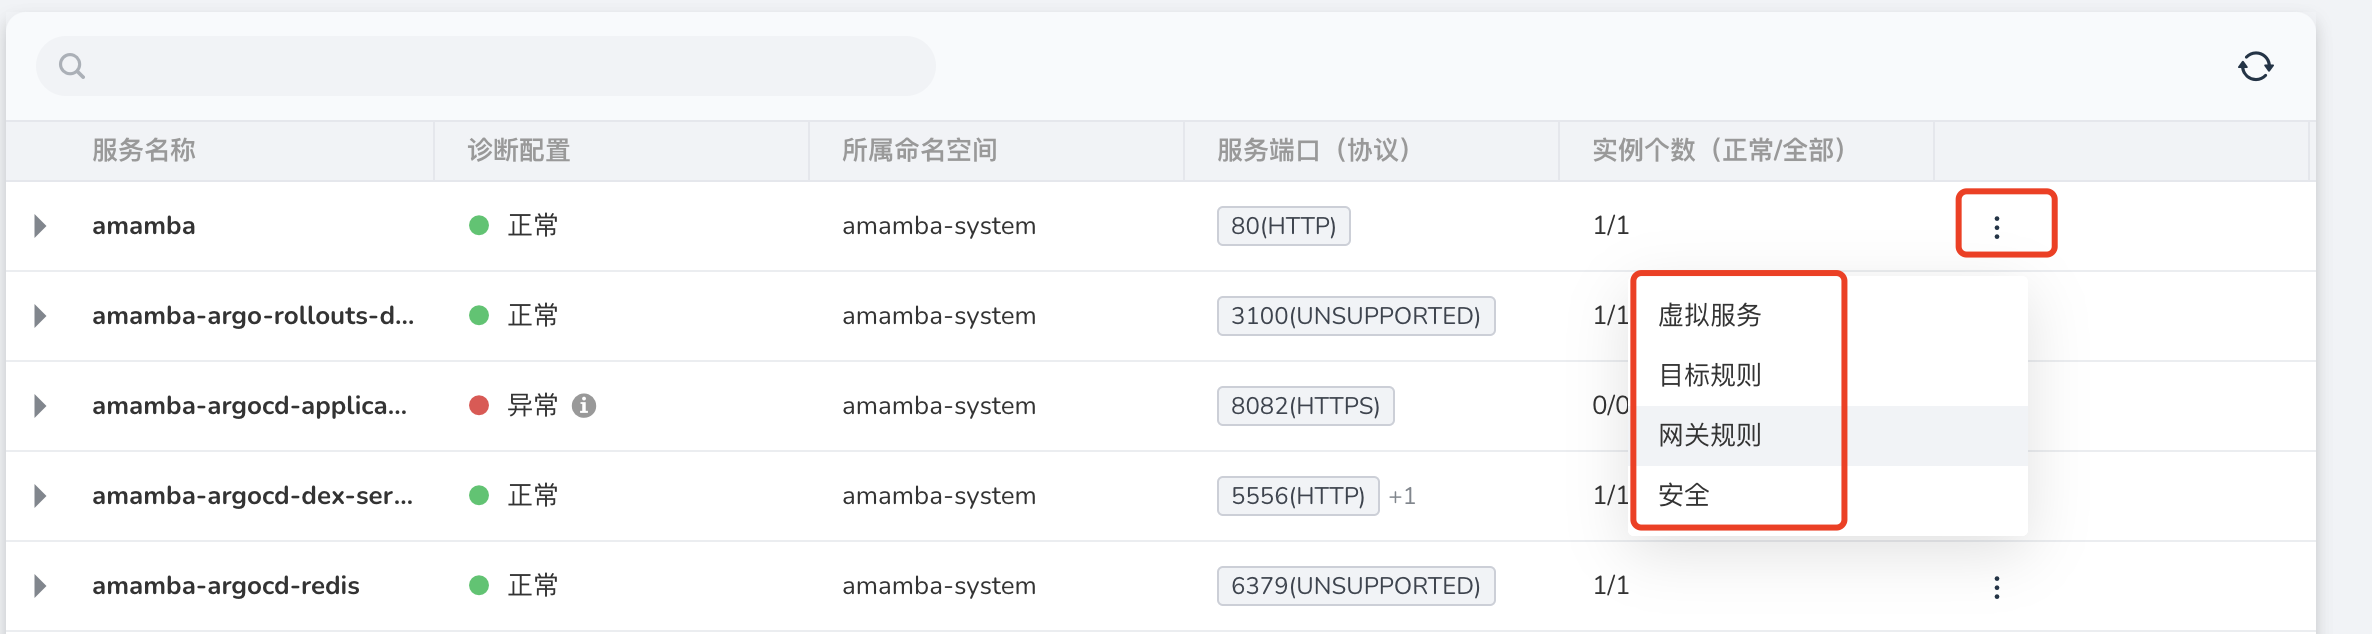 服务名称 诊断配置 所属命名空间 服务端口（协议） 实例个数（正常/全部）
amamba 正常 amamba-system 80(HTTP) 1/1
amamba-argo-rollouts-d... 正常 amamba-system 3100(UNSUPPORTED) 1/1
虚拟服务
目标规则
amamba-argocd-applica... 异常 amamba-system 8082(HTTPS) 0/0
网关规则
amamba-argocd-dex-ser... 正常 amamba-system 5556(HTTP) +1 1/1
安全
amamba-argocd-redis 正常 amamba-system 6379(UNSUPPORTED) 1/1